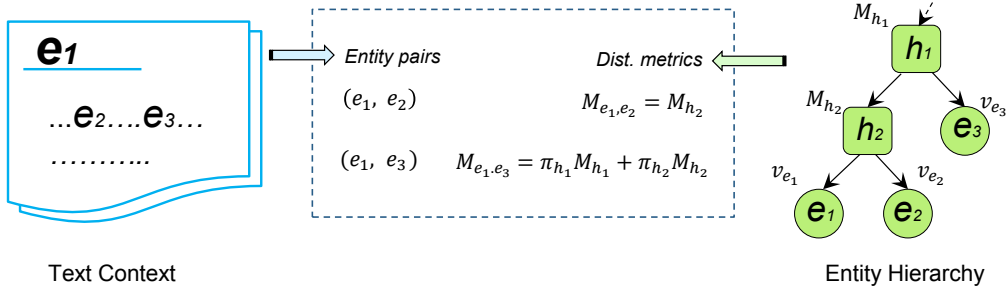 e1
...e2....e3...
...........
Text Context
Entity pairs
Dist. metrics
(e1, e2)
M_{e1,e2} = M_{h2}
(e1, e3)
M_{e1.e3} = π_{h1}M_{h1} + π_{h2}M_{h2}
M_{h1}
h1
M_{h2}
v_{e3}
h2
e3
v_{e1}
v_{e2}
e1
e2
Entity Hierarchy